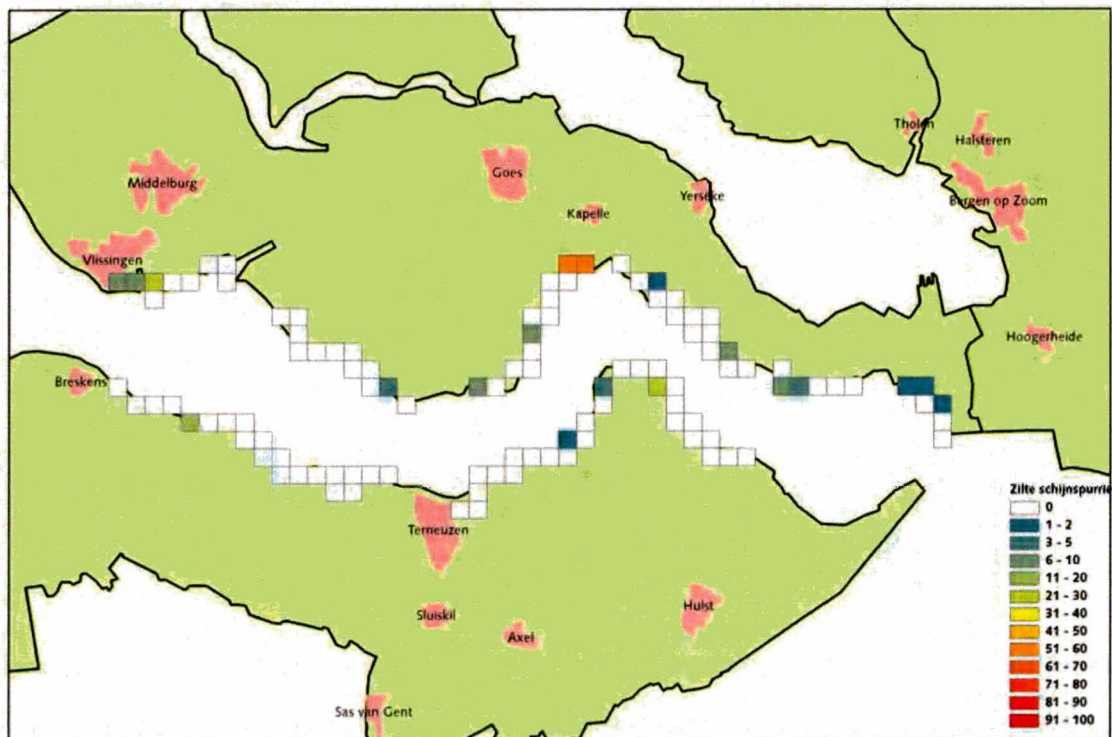 Tholen
Halsteren
Middelburg
Goes
Bergen op Zoom
Yerseke
Kapelle
Vlissingen
Hoogerheide
Breskens
Zilte schijnspurrie
0
1 - 2
3 - 5
6 - 10
11 - 20
21 - 30
31 - 40
41 - 50
51 - 60
61 - 70
71 - 80
81 - 90
91 - 100
Terneuzen
Hulst
Sluiskil
Axel
Sas van Gent